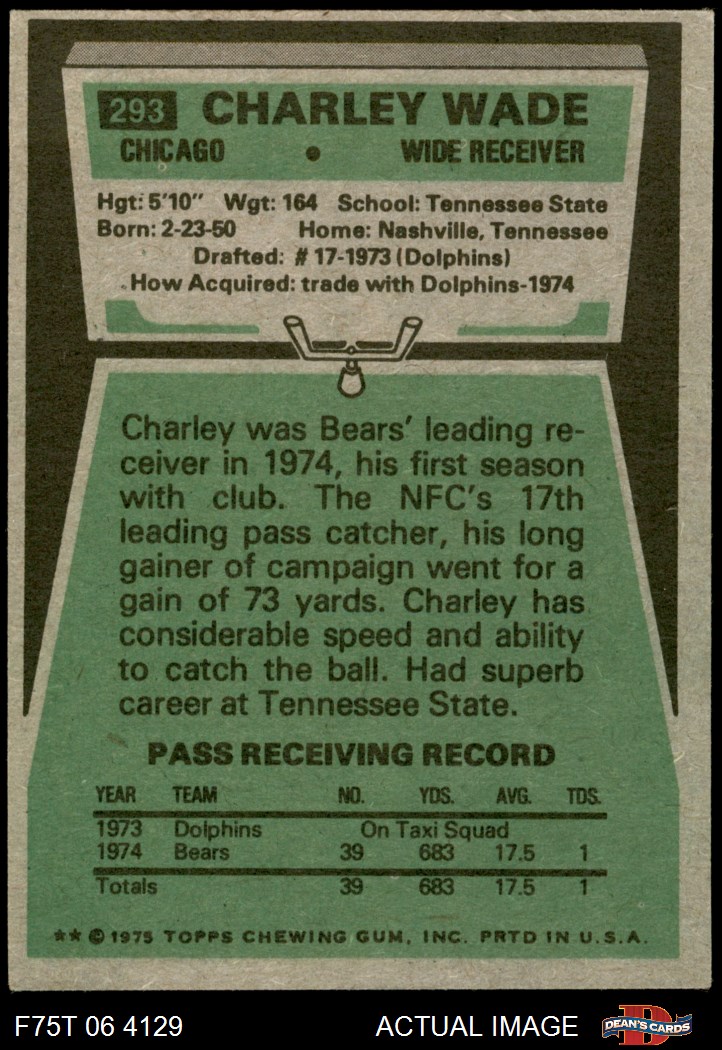 293 CHARLEY WADE
CHICAGO • WIDE RECEIVER
Hgt: 5'10" Wgt: 164 School: Tennessee State
Born: 2-23-50 Home: Nashville, Tennessee
Drafted: # 17-1973 (Dolphins)
How Acquired: trade with Dolphins-1974
Charley was Bears' leading re-
ceiver in 1974, his first season
with club. The NFC's 17th
leading pass catcher, his long
gainer of campaign went for a
gain of 73 yards. Charley has
considerable speed and ability
to catch the ball. Had superb
career at Tennessee State.
PASS RECEIVING RECORD
YEAR TEAM NO. YDS. AVG. TDS.
1973 Dolphins On Taxi Squad
1974 Bears 39 683 17.5 1
Totals 39 683 17.5 1
** © 1975 TOPPS CHEWING GUM, INC. PRTD IN U.S.A.
F75T 06 4129 ACTUAL IMAGE D DEAN'S CARDS